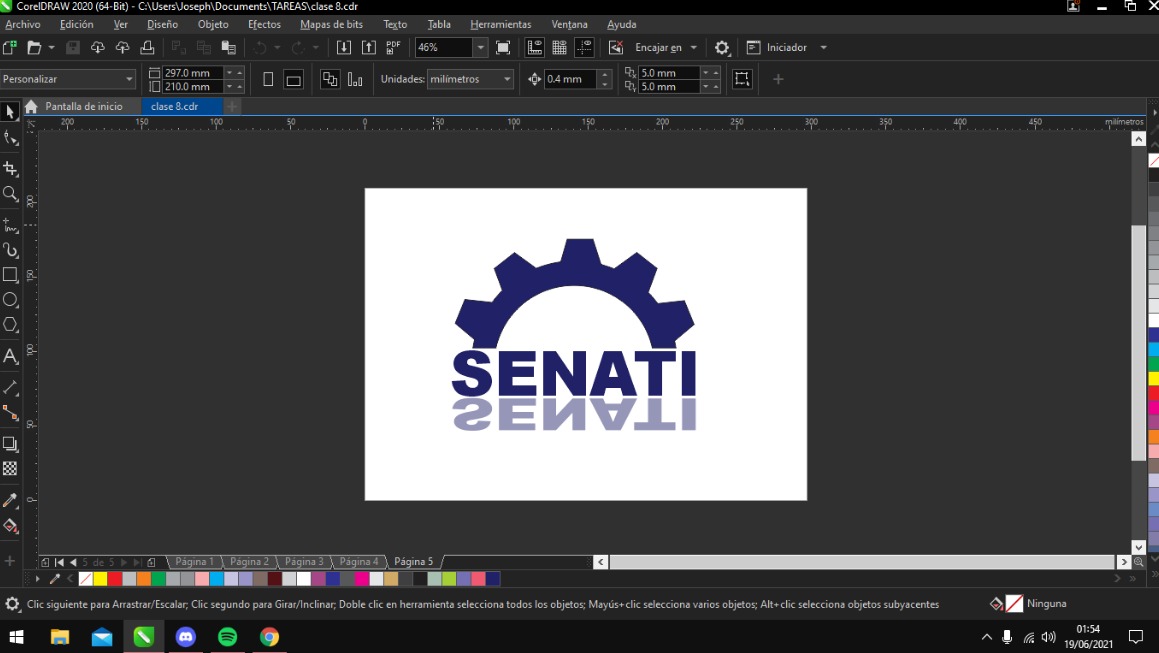 CorelDRAW 2020 (64-Bit) - C:\Users\Joseph\Documents\TAREAS\clase 8.cdr
Archivo Edición Ver Diseño Objeto Efectos Mapas de bits Texto Tabla Herramientas Ventana Ayuda
PDF 46% Encajar en Iniciador
Personalizar 297.0 mm 210.0 mm Unidades: milímetros 0.4 mm 5.0 mm 5.0 mm
Pantalla de inicio clase 8.cdr
200 150 100 50 0 50 100 150 200 250 300 350 400 450 milímetros
200
150
100
50
0
SENATI
SENATI
5 de 5 Página 1 Página 2 Página 3 Página 4 Página 5
Clic siguiente para Arrastrar/Escalar; Clic segundo para Girar/Inclinar; Doble clic en herramienta selecciona todos los objetos; Mayús+clic selecciona varios objetos; Alt+clic selecciona objetos subyacentes Ninguna
01:54
19/06/2021